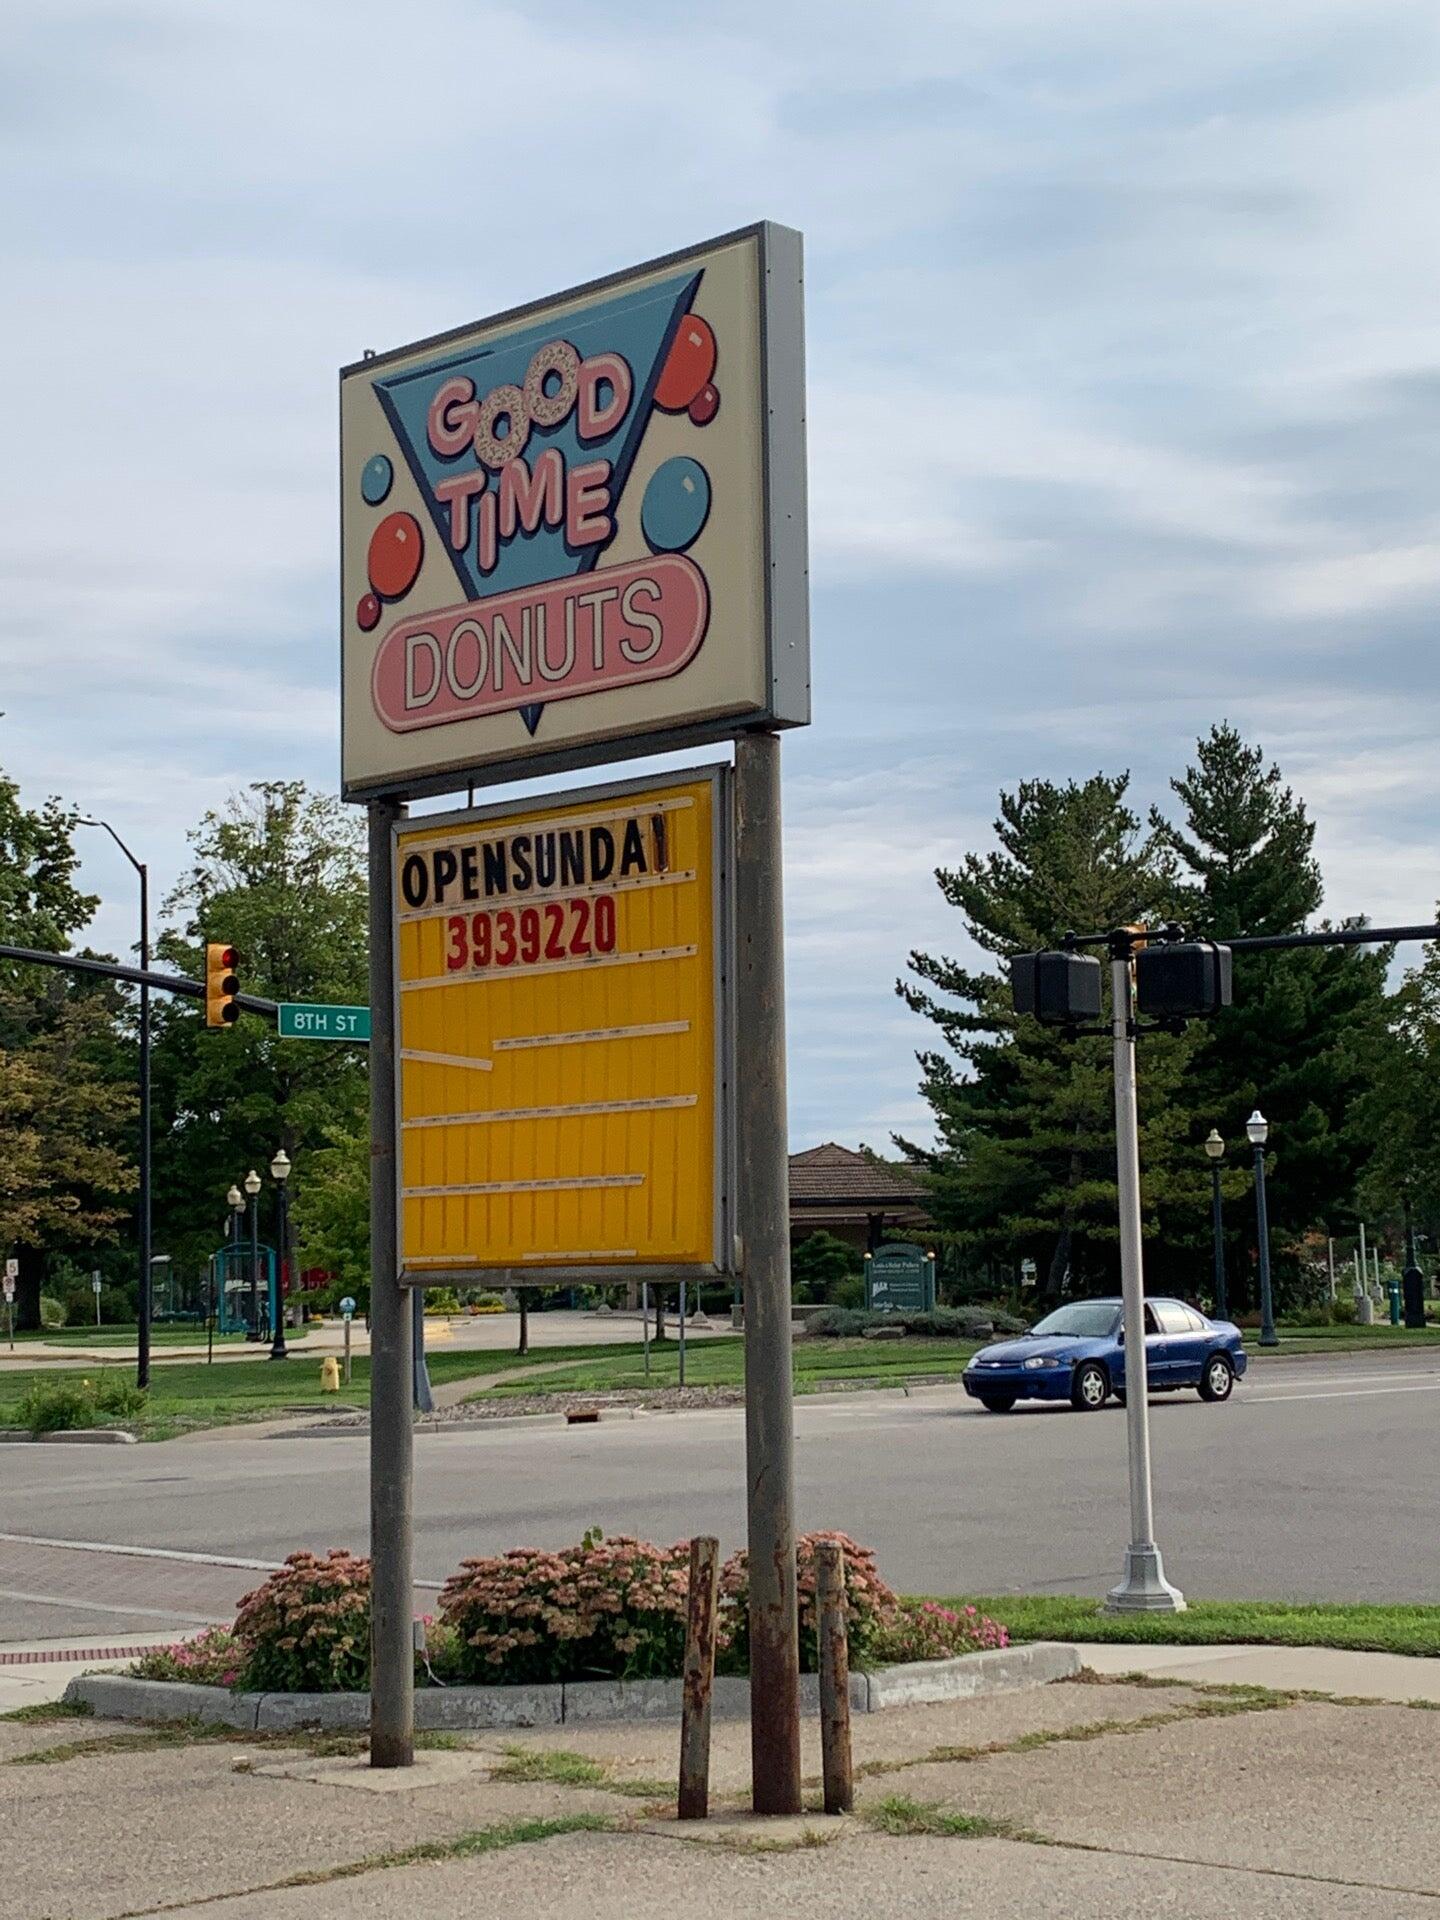 GOOD
TIME
DONUTS
OPENSUNDA
3939220
8TH ST